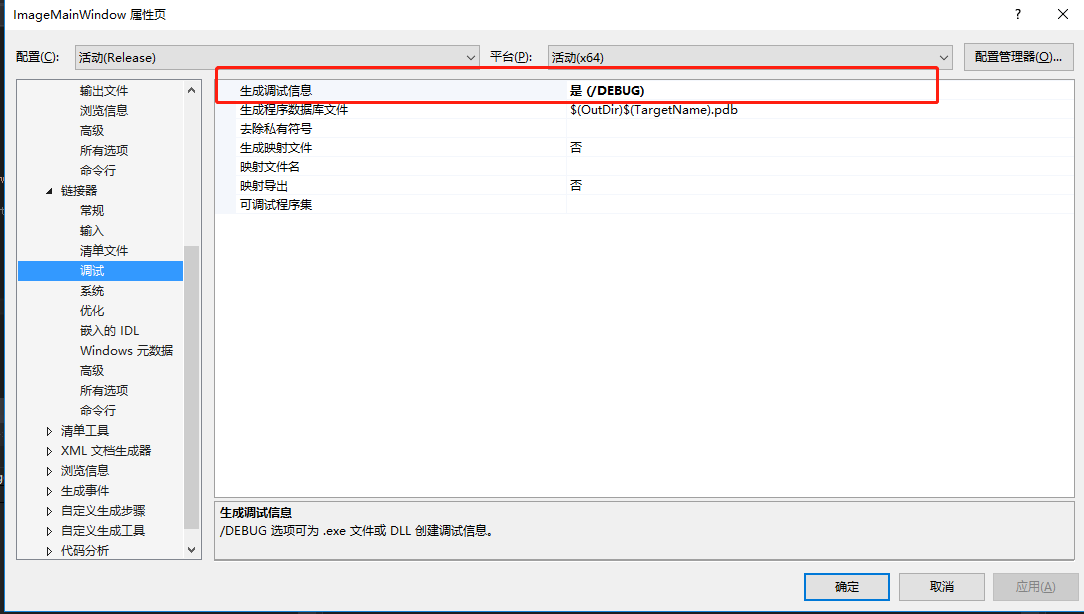 ImageMainWindow 属性页
?
配置(C):
活动(Release)
平台(P):
活动(x64)
配置管理器(O)...
输出文件
浏览信息
高级
所有选项
命令行
链接器
常规
输入
清单文件
调试
系统
优化
嵌入的 IDL
Windows 元数据
高级
所有选项
命令行
清单工具
XML 文档生成器
浏览信息
生成事件
自定义生成步骤
自定义生成工具
代码分析
生成调试信息 是 (/DEBUG)
生成程序数据库文件 $(OutDir)$(TargetName).pdb
去除私有符号
生成映射文件 否
映射文件名
映射导出 否
可调试程序集
生成调试信息
/DEBUG 选项可为 .exe 文件或 DLL 创建调试信息。
确定
取消
应用(A)